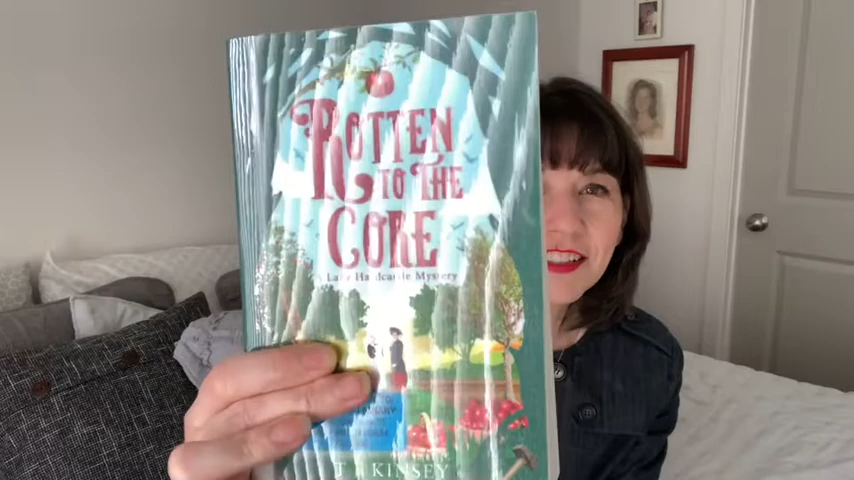 ROTTEN
TO THE
CORE
A Lady Hardcastle Mystery
T E KINSEY